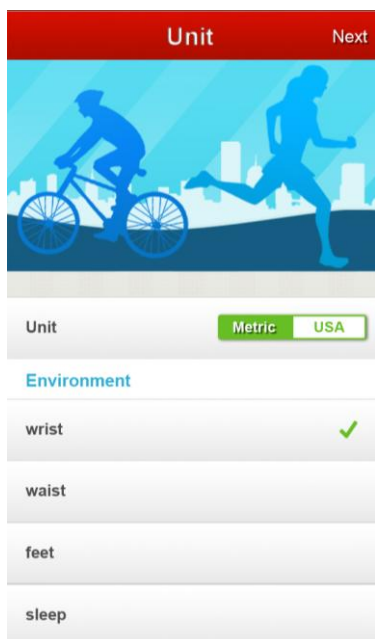 Unit Next
Unit Metric USA
Environment
wrist
waist
feet
sleep